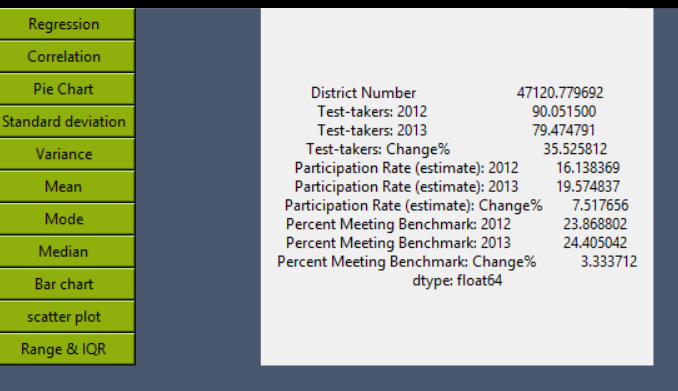 Regression
Correlation
Pie Chart
Standard deviation
Variance
Mean
Mode
Median
Bar chart
scatter plot
Range & IQR
District Number 47120.779692
Test-takers: 2012 90.051500
Test-takers: 2013 79.474791
Test-takers: Change% 35.525812
Participation Rate (estimate): 2012 16.138369
Participation Rate (estimate): 2013 19.574837
Participation Rate (estimate): Change% 7.517656
Percent Meeting Benchmark: 2012 23.868802
Percent Meeting Benchmark: 2013 24.405042
Percent Meeting Benchmark: Change% 3.333712
dtype: float64